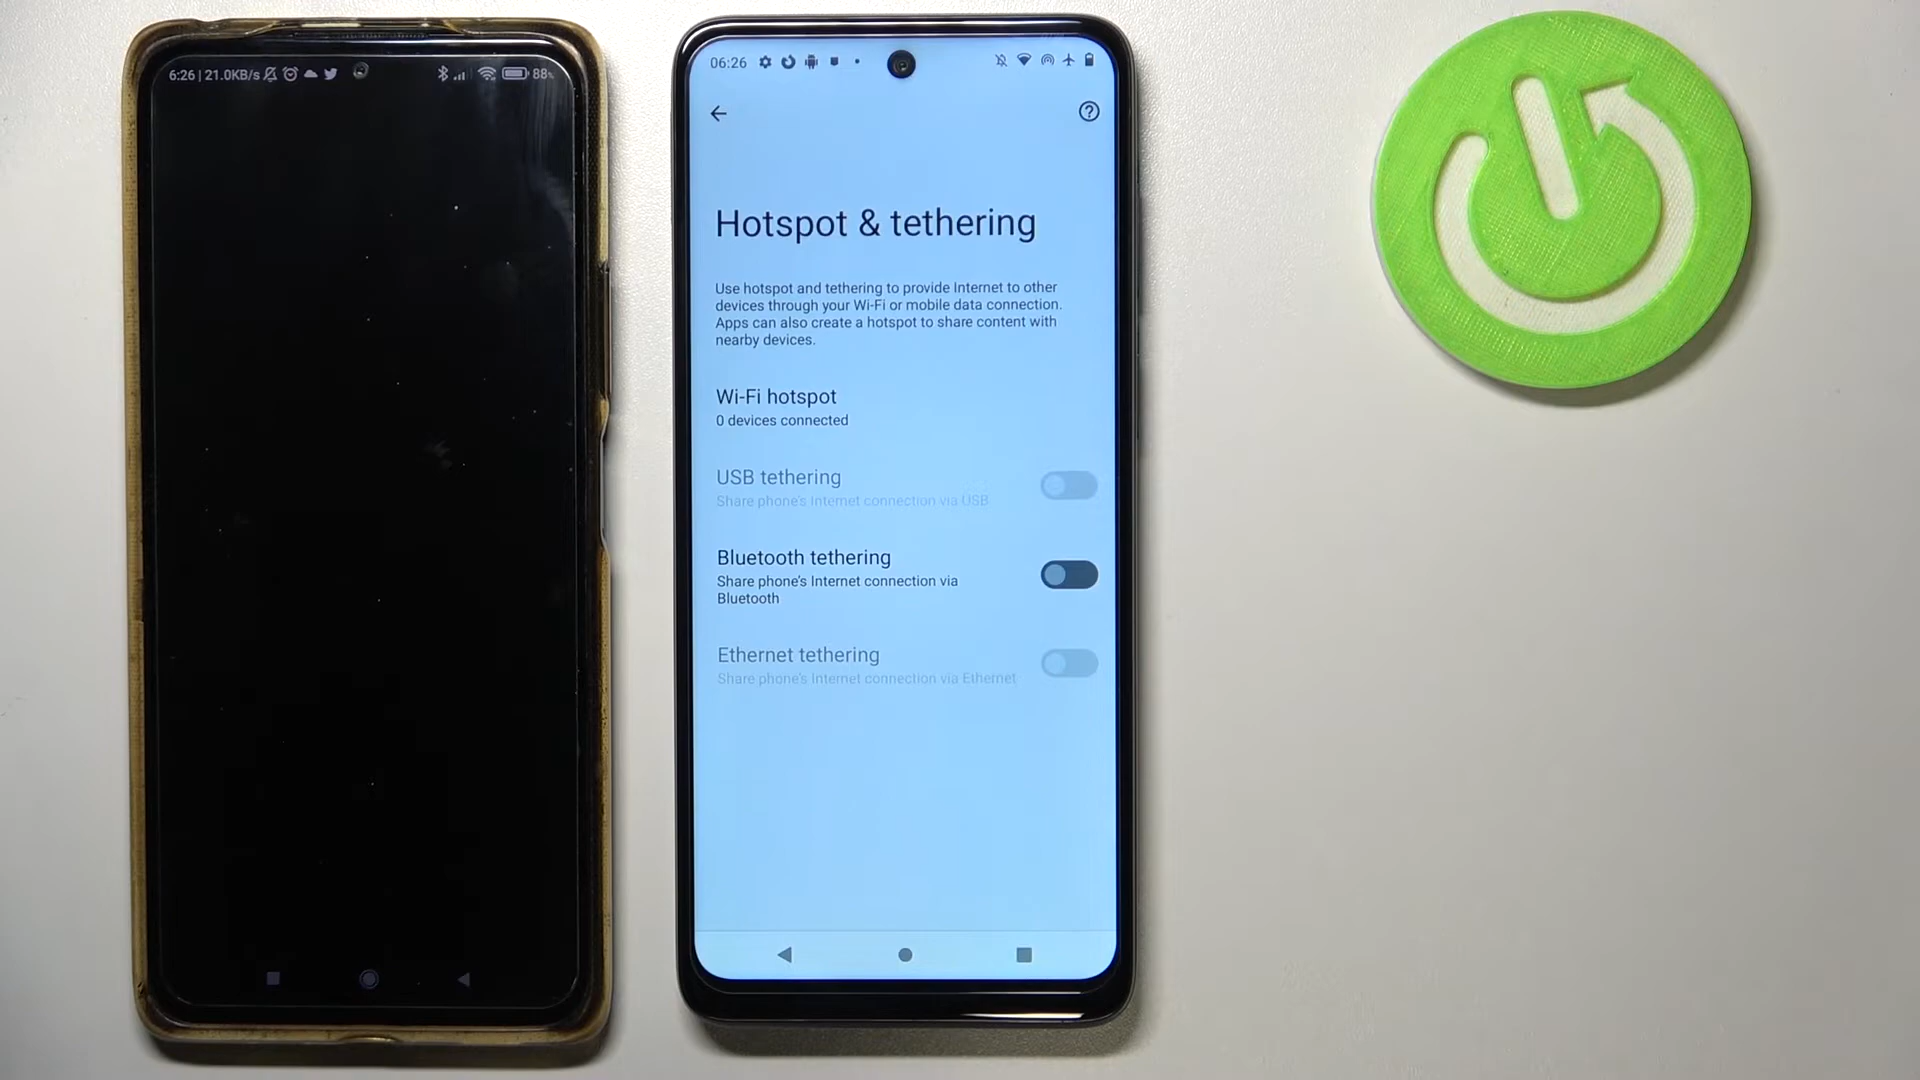 6:26 | 21.0KB/s
88%
06:26
Hotspot & tethering
Use hotspot and tethering to provide Internet to other
devices through your Wi-Fi or mobile data connection.
Apps can also create a hotspot to share content with
nearby devices.
Wi-Fi hotspot
0 devices connected
USB tethering
Share phone's Internet connection via USB
Bluetooth tethering
Share phone's Internet connection via
Bluetooth
Ethernet tethering
Share phone's Internet connection via Ethernet